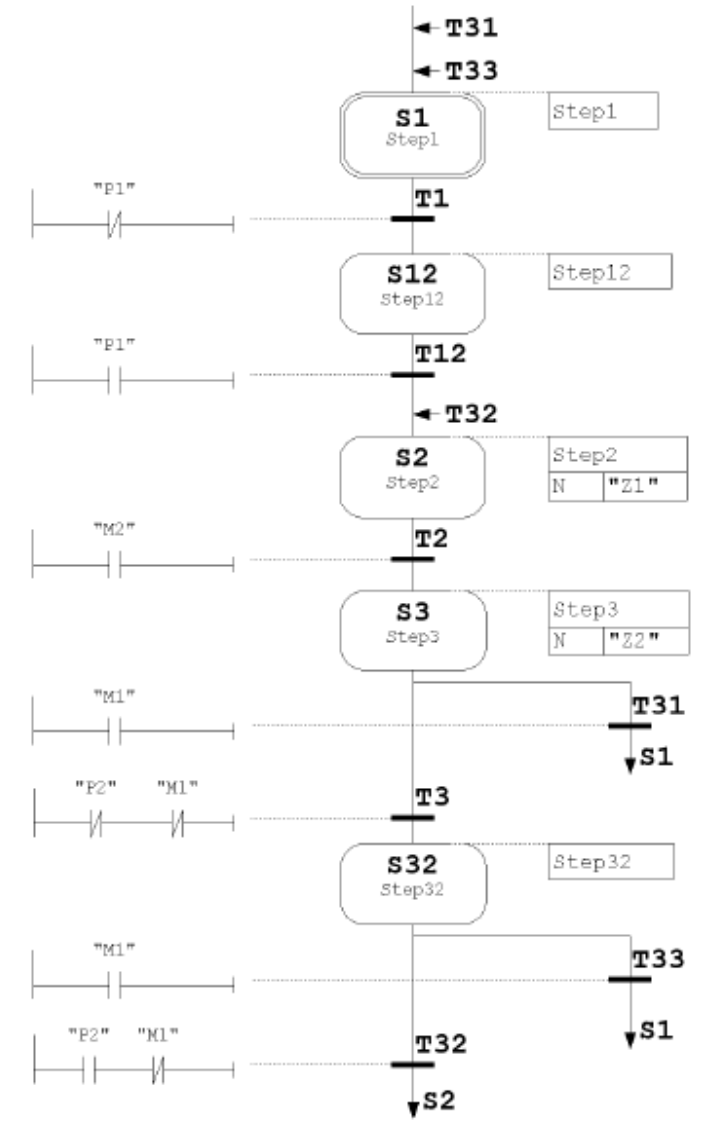 T31
T33
S1
Step1
Step1
"P1"
T1
S12
Step12
Step12
"P1"
T12
T32
S2
Step2
Step2
N "Z1"
"M2"
T2
S3
Step3
Step3
N "Z2"
"M1"
T31
S1
"P2" "M1"
T3
S32
Step32
Step32
"M1"
T33
S1
"P2" "M1"
T32
S2